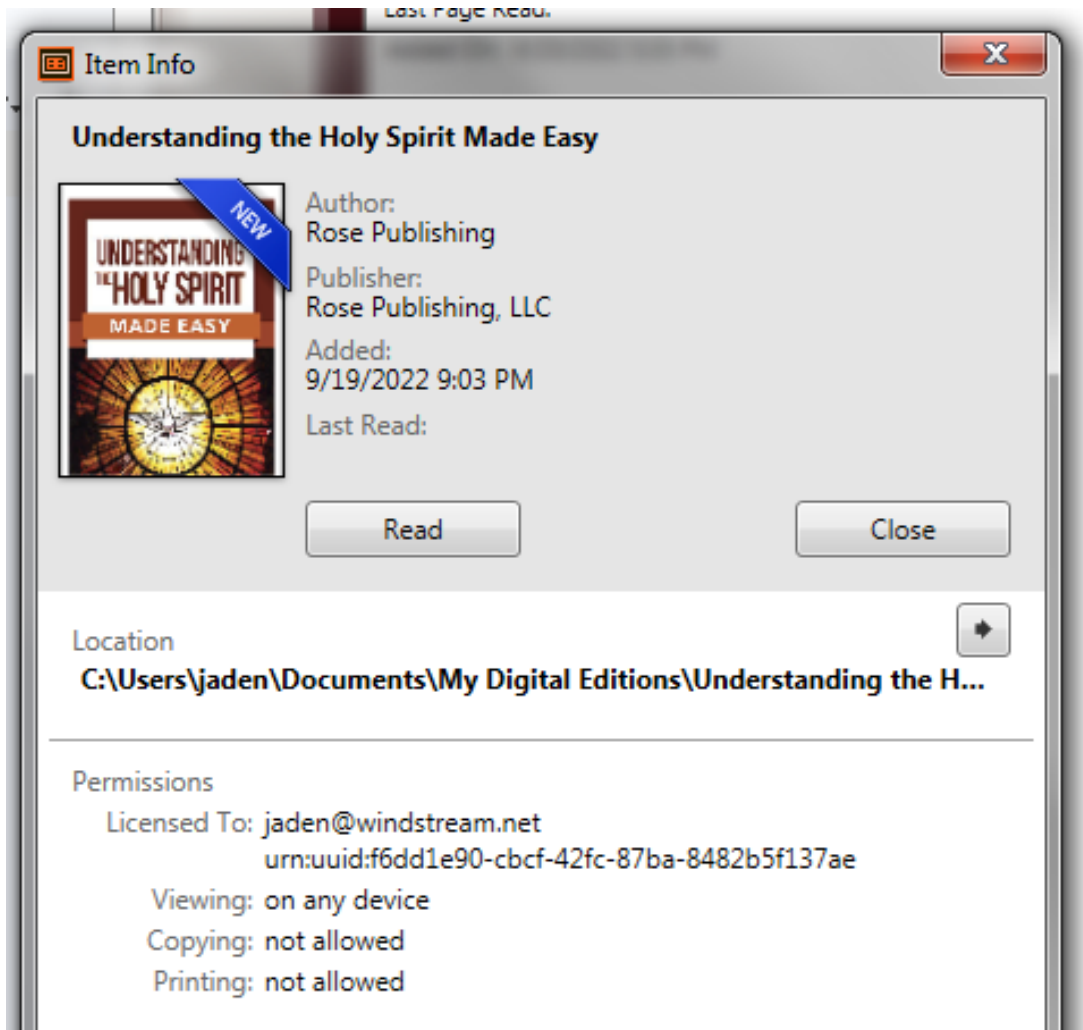 Last Page Read:
Item Info
Understanding the Holy Spirit Made Easy
NEW
UNDERSTANDING
THE HOLY SPIRIT
MADE EASY
Author:
Rose Publishing
Publisher:
Rose Publishing, LLC
Added:
9/19/2022 9:03 PM
Last Read:
Read
Close
Location
C:\Users\jaden\Documents\My Digital Editions\Understanding the H...
Permissions
Licensed To: jaden@windstream.net
urn:uuid:f6dd1e90-cbcf-42fc-87ba-8482b5f137ae
Viewing: on any device
Copying: not allowed
Printing: not allowed